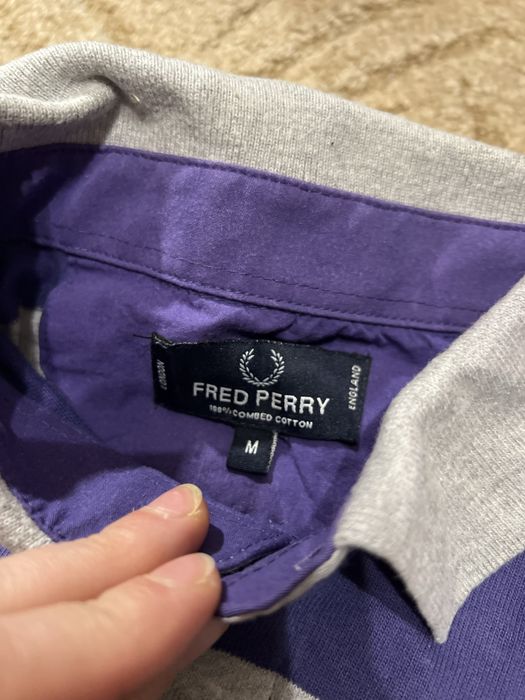 LONDON
FRED PERRY
100% COMBED COTTON
ENGLAND
M